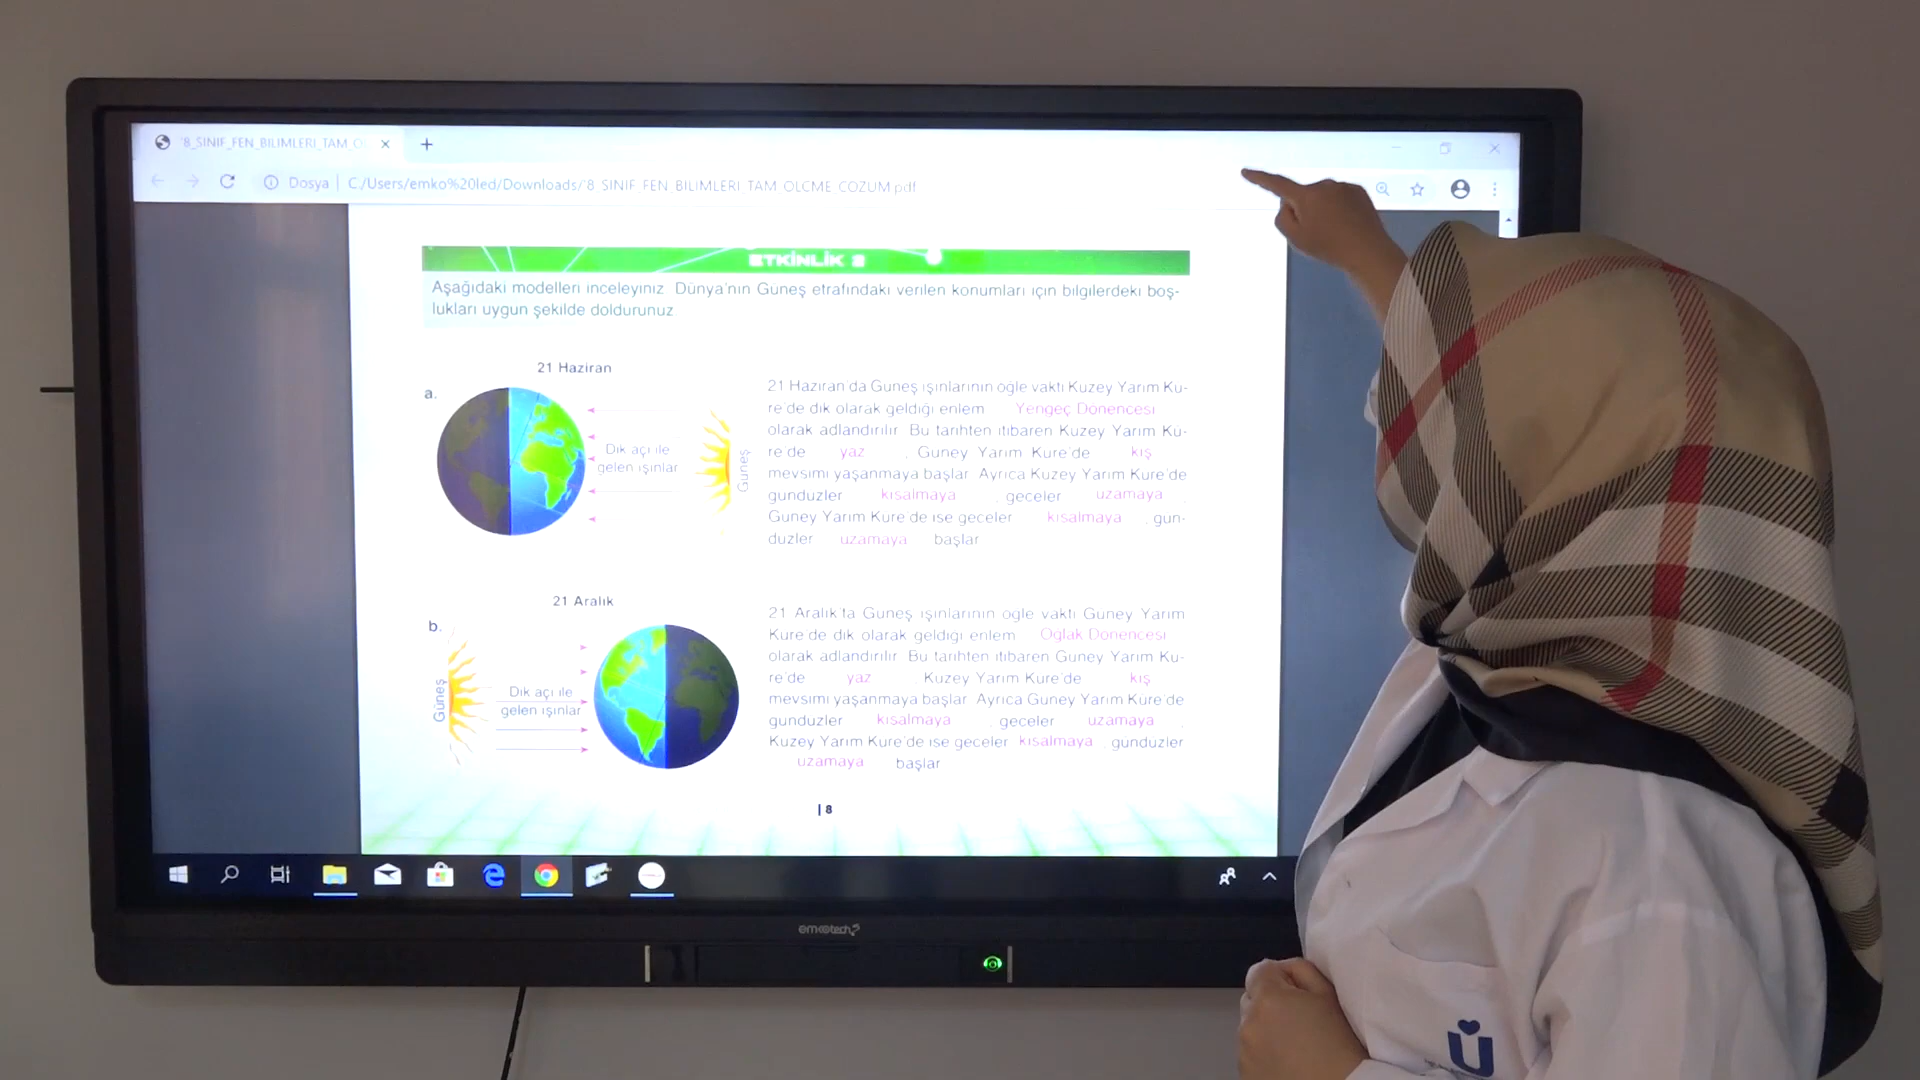 '8_SINIF_FEN_BILIMLERI_TAM_O
Dosya | C:/Users/emko%20led/Downloads/'8_SINIF_FEN_BILIMLERI_TAM_OLCME_COZUM.pdf
ETKİNLİK 2
Aşağıdaki modelleri inceleyiniz. Dünya'nın Güneş etrafındaki verilen konumları için bilgilerdeki boş-
lukları uygun şekilde doldurunuz.
21 Haziran
a.
Dik açı ile
gelen ışınlar
Güneş
21 Haziran'da Güneş ışınlarının öğle vakti Kuzey Yarım Kü-
re'de dik olarak geldiği enlem Yengeç Dönencesi
olarak adlandırılır. Bu tarihten itibaren Kuzey Yarım Kü-
re'de yaz, Güney Yarım Küre'de kış
mevsimi yaşanmaya başlar. Ayrıca Kuzey Yarım Küre'de
gündüzler kısalmaya, geceler uzamaya,
Güney Yarım Küre'de ise geceler kısalmaya, gün-
düzler uzamaya başlar.
21 Aralık
b.
Güneş
Dik açı ile
gelen ışınlar
21 Aralık'ta Güneş ışınlarının öğle vakti Güney Yarım
Küre'de dik olarak geldiği enlem Oğlak Dönencesi
olarak adlandırılır. Bu tarihten itibaren Güney Yarım Kü-
re'de yaz, Kuzey Yarım Küre'de kış
mevsimi yaşanmaya başlar. Ayrıca Güney Yarım Küre'de
gündüzler kısalmaya, geceler uzamaya,
Kuzey Yarım Küre'de ise geceler kısalmaya, gündüzler
uzamaya başlar.
8
emkotech
Ü